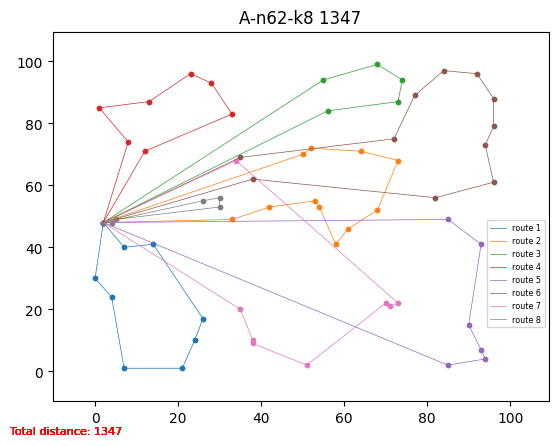 A-n62-k8 1347
100
80
60
40
20
0
0 20 40 60 80 100
route 1
route 2
route 3
route 4
route 5
route 6
route 7
route 8
Total distance: 1347